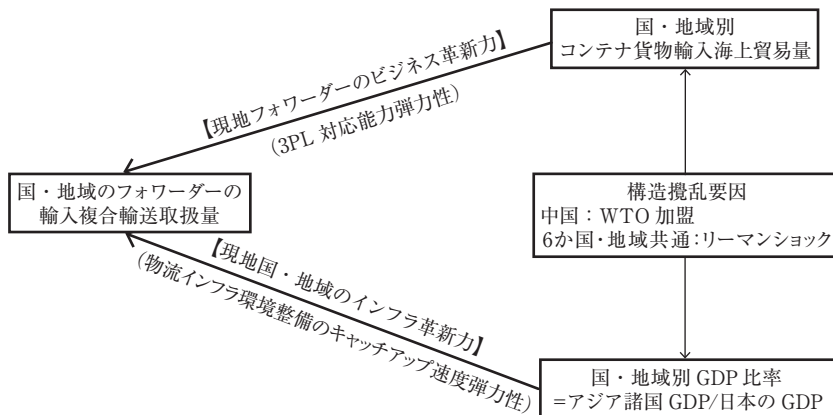 国・地域別
コンテナ貨物輸入海上貿易量
【現地フォワーダーのビジネス革新力】
(3PL 対応能力弾力性)
国・地域のフォワーダーの
輸入複合輸送取扱量
構造攪乱要因
中国：WTO 加盟
6か国・地域共通：リーマンショック
【現地国・地域のインフラ革新力】
(物流インフラ環境整備のキャッチアップ速度弾力性)
国・地域別 GDP 比率
=アジア諸国 GDP/日本の GDP